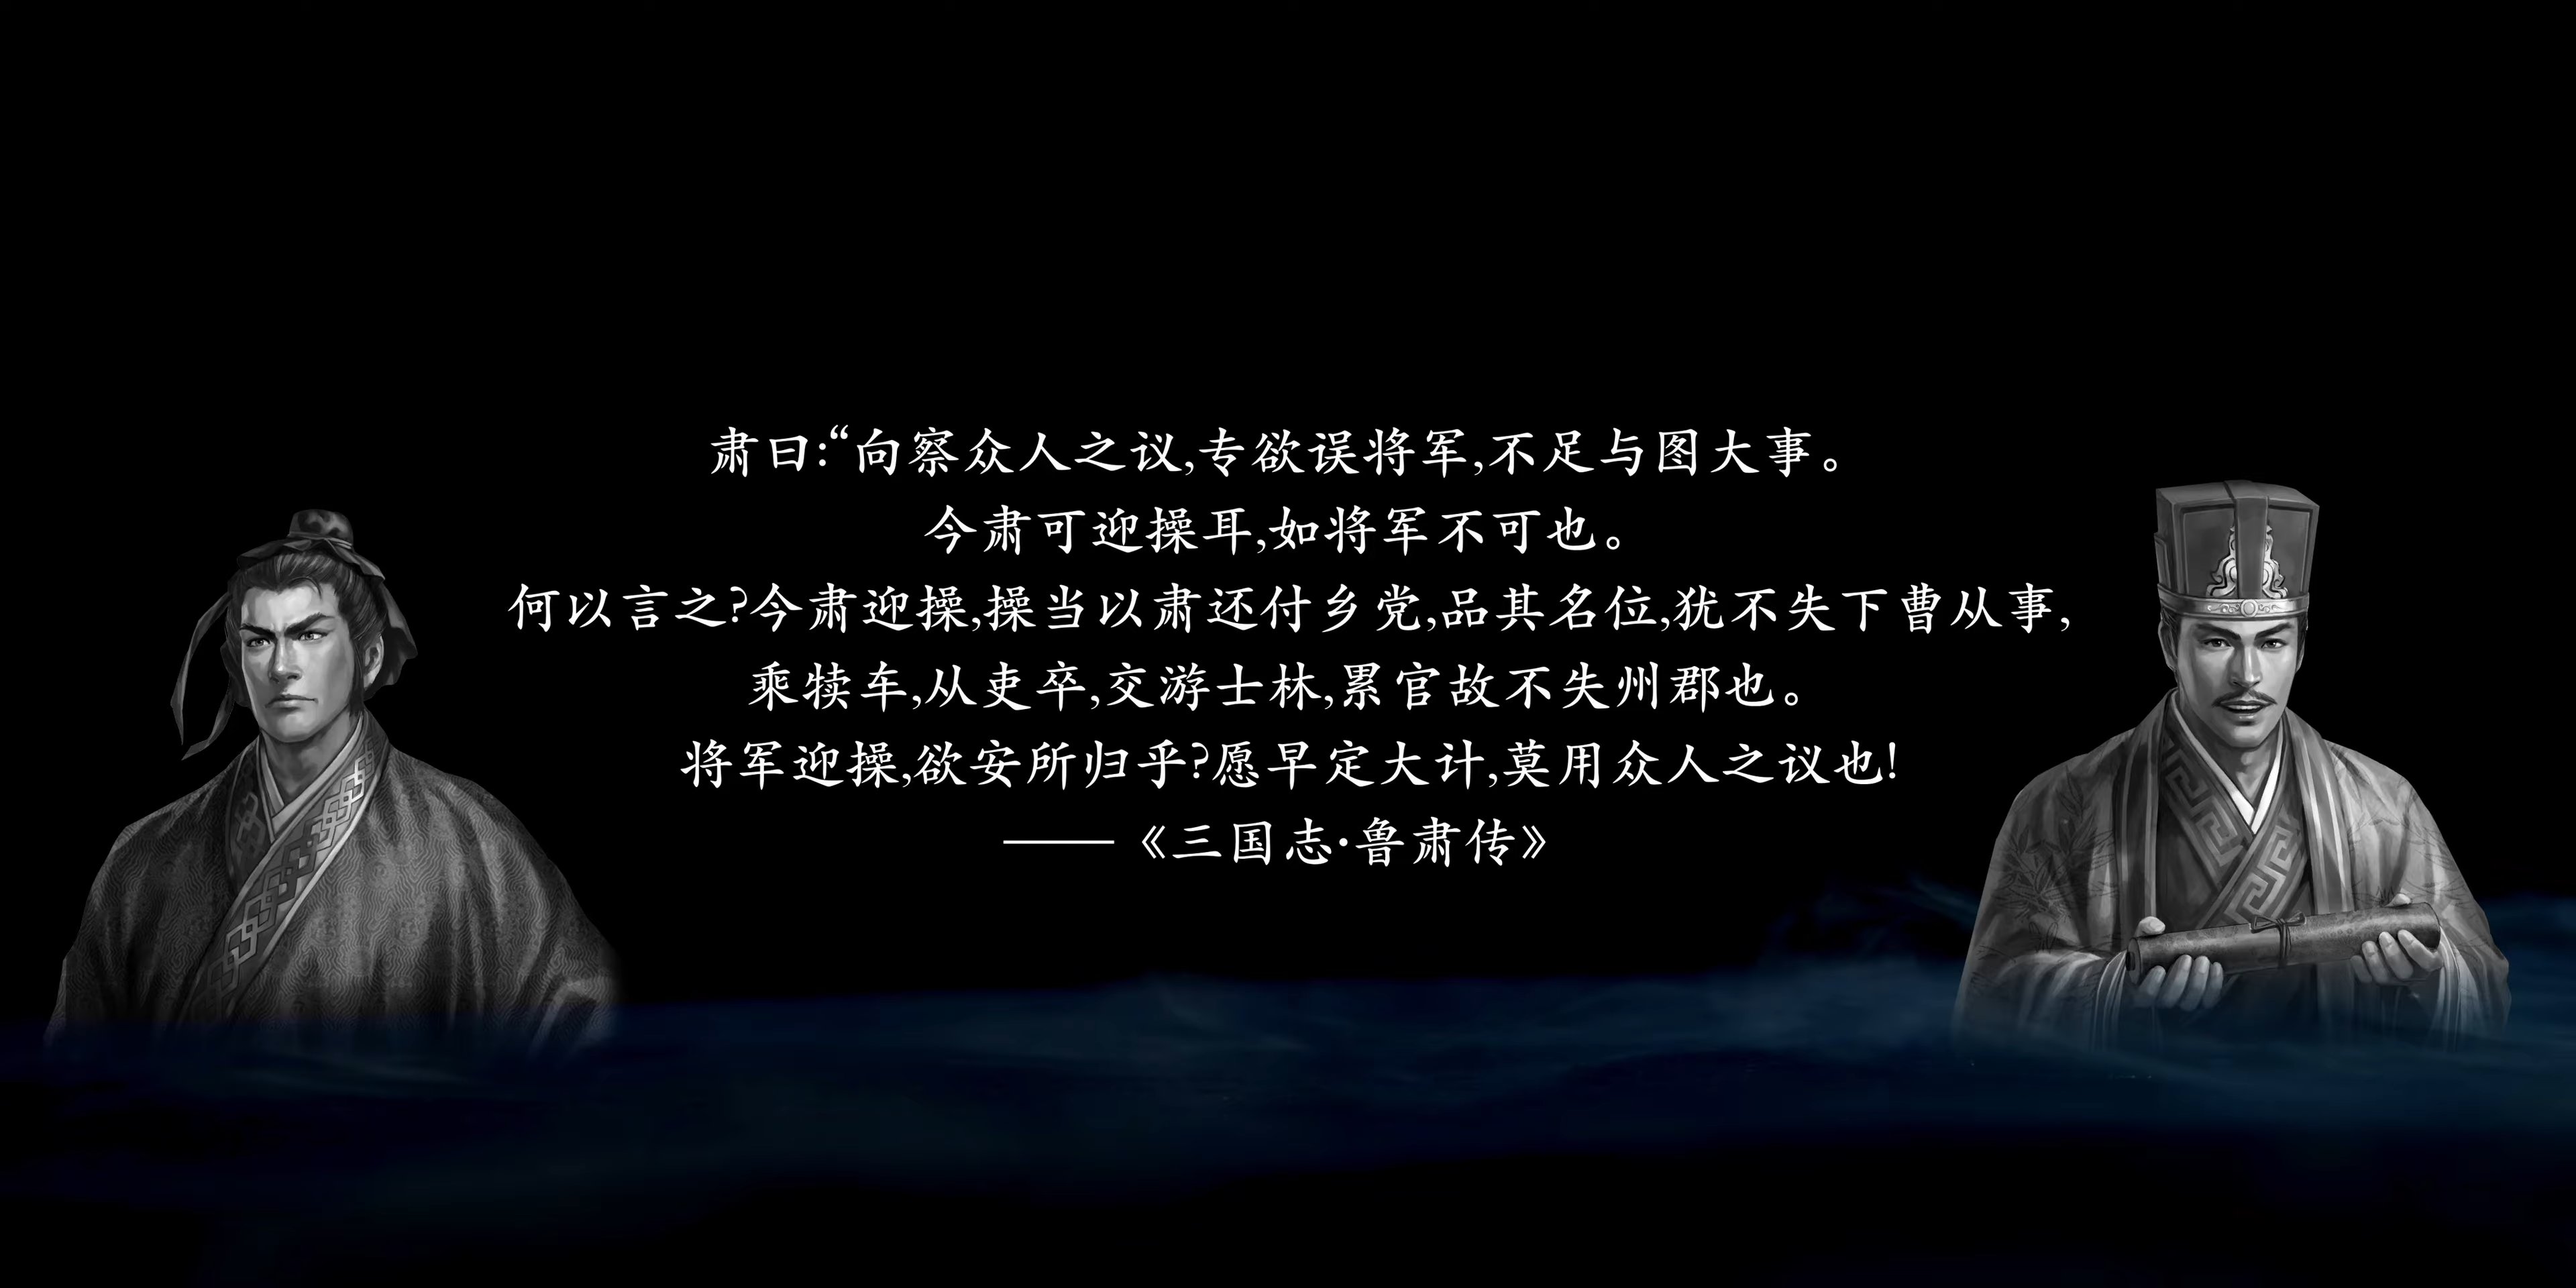 肃曰:“向察众人之议,专欲误将军,不足与图大事。
今肃可迎操耳,如将军不可也。
何以言之?今肃迎操,操当以肃还付乡党,品其名位,犹不失下曹从事,
乘犊车,从吏卒,交游士林,累官故不失州郡也。
将军迎操,欲安所归乎?愿早定大计,莫用众人之议也!
——《三国志·鲁肃传》